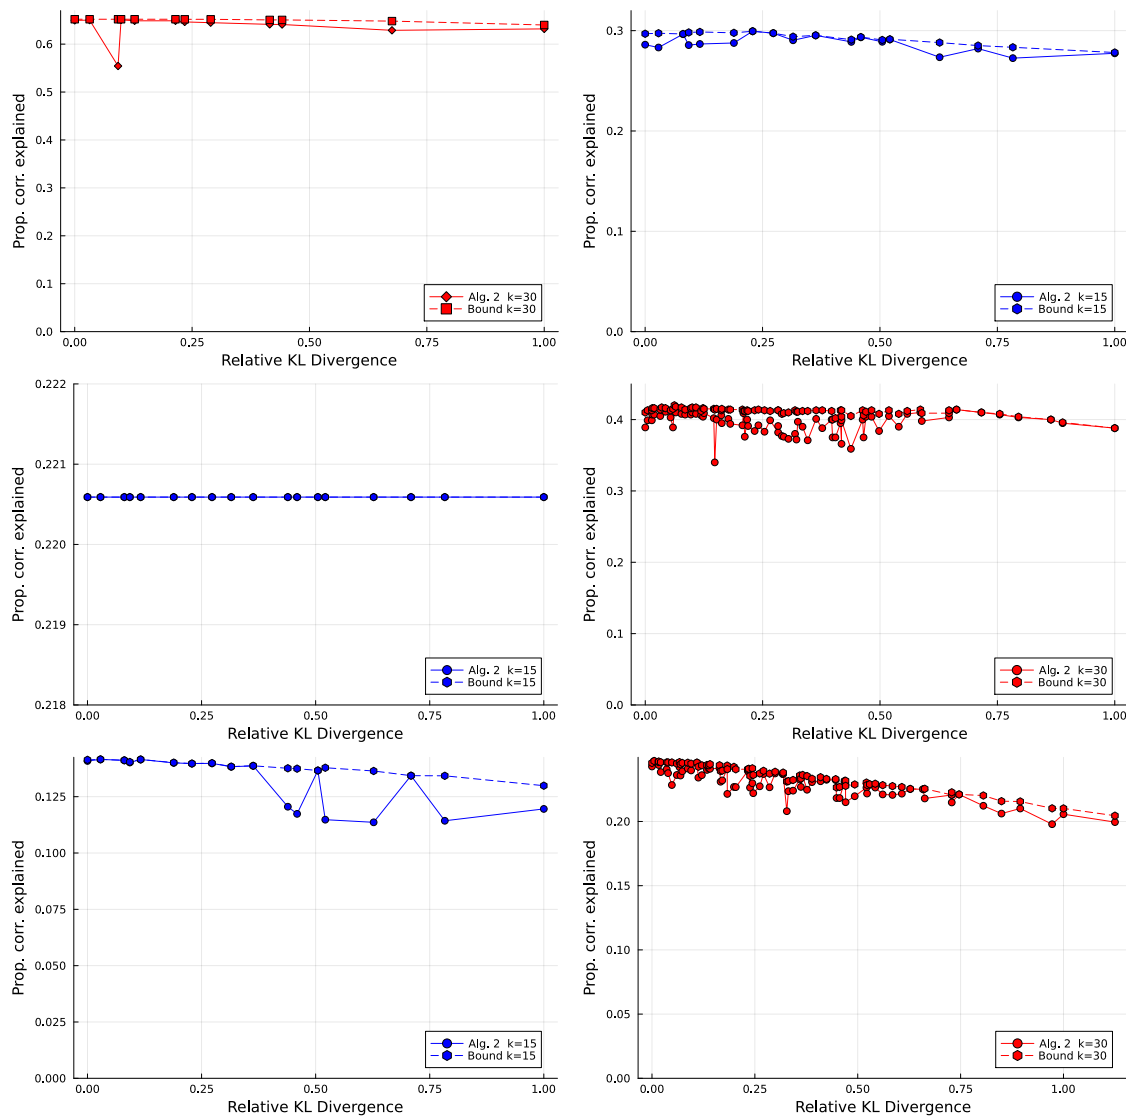 0.6
0.5
0.4
0.3
0.2
0.1
0.0
Prop. corr. explained
Alg. 2 k=30
Bound k=30
0.00 0.25 0.50 0.75 1.00
Relative KL Divergence
0.3
0.2
0.1
0.0
Prop. corr. explained
Alg. 2 k=15
Bound k=15
0.00 0.25 0.50 0.75 1.00
Relative KL Divergence
0.222
0.221
0.220
0.219
0.218
Prop. corr. explained
Alg. 2 k=15
Bound k=15
0.00 0.25 0.50 0.75 1.00
Relative KL Divergence
0.4
0.3
0.2
0.1
0.0
Prop. corr. explained
Alg. 2 k=30
Bound k=30
0.00 0.25 0.50 0.75 1.00
Relative KL Divergence
0.125
0.100
0.075
0.050
0.025
0.000
Prop. corr. explained
Alg. 2 k=15
Bound k=15
0.00 0.25 0.50 0.75 1.00
Relative KL Divergence
0.20
0.15
0.10
0.05
0.00
Prop. corr. explained
Alg. 2 k=30
Bound k=30
0.00 0.25 0.50 0.75 1.00
Relative KL Divergence